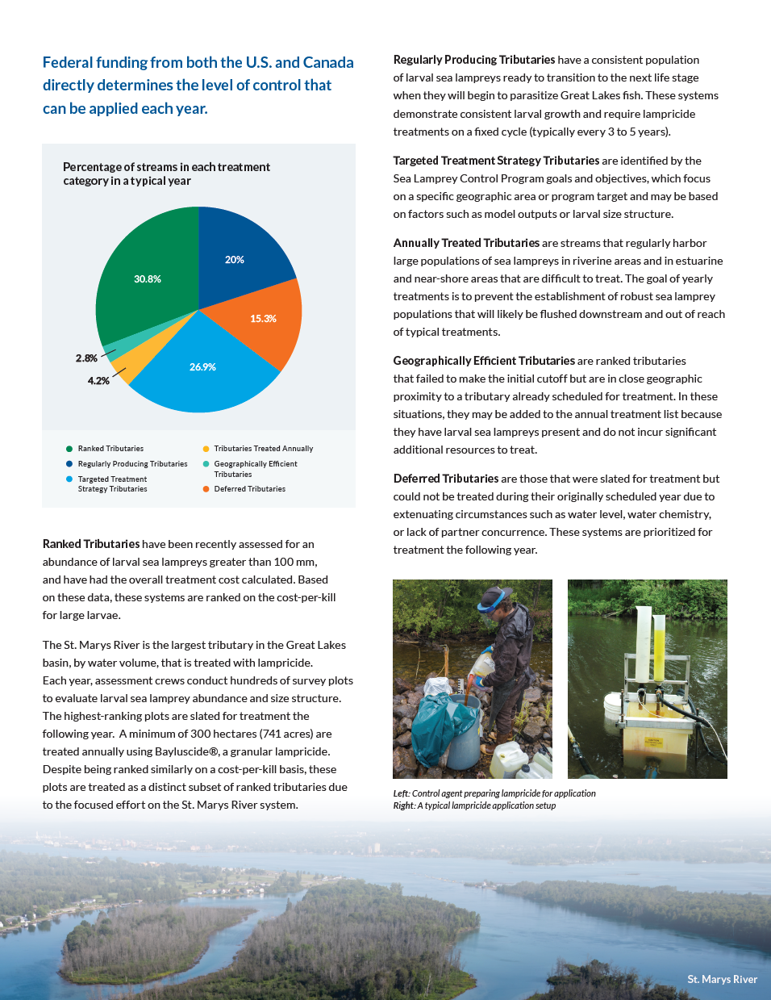 Federal funding from both the U.S. and Canada
directly determines the level of control that
can be applied each year.
Percentage of streams in each treatment
category in a typical year
20%
30.8%
15.3%
2.8%
26.9%
4.2%
Ranked Tributaries
Regularly Producing Tributaries
Targeted Treatment
Strategy Tributaries
Tributaries Treated Annually
Geographically Efficient
Tributaries
Deferred Tributaries
Ranked Tributaries have been recently assessed for an
abundance of larval sea lampreys greater than 100 mm,
and have had the overall treatment cost calculated. Based
on these data, these systems are ranked on the cost-per-kill
for large larvae.
The St. Marys River is the largest tributary in the Great Lakes
basin, by water volume, that is treated with lampricide.
Each year, assessment crews conduct hundreds of survey plots
to evaluate larval sea lamprey abundance and size structure.
The highest-ranking plots are slated for treatment the
following year.  A minimum of 300 hectares (741 acres) are
treated annually using Bayluscide®, a granular lampricide.
Despite being ranked similarly on a cost-per-kill basis, these
plots are treated as a distinct subset of ranked tributaries due
to the focused effort on the St. Marys River system.
Regularly Producing Tributaries have a consistent population
of larval sea lampreys ready to transition to the next life stage
when they will begin to parasitize Great Lakes fish. These systems
demonstrate consistent larval growth and require lampricide
treatments on a fixed cycle (typically every 3 to 5 years).
Targeted Treatment Strategy Tributaries are identified by the
Sea Lamprey Control Program goals and objectives, which focus
on a specific geographic area or program target and may be based
on factors such as model outputs or larval size structure.
Annually Treated Tributaries are streams that regularly harbor
large populations of sea lampreys in riverine areas and in estuarine
and near-shore areas that are difficult to treat. The goal of yearly
treatments is to prevent the establishment of robust sea lamprey
populations that will likely be flushed downstream and out of reach
of typical treatments.
Geographically Efficient Tributaries are ranked tributaries
that failed to make the initial cutoff but are in close geographic
proximity to a tributary already scheduled for treatment. In these
situations, they may be added to the annual treatment list because
they have larval sea lampreys present and do not incur significant
additional resources to treat.
Deferred Tributaries are those that were slated for treatment but
could not be treated during their originally scheduled year due to
extenuating circumstances such as water level, water chemistry,
or lack of partner concurrence. These systems are prioritized for
treatment the following year.
Left: Control agent preparing lampricide for application
Right: A typical lampricide application setup
St. Marys River